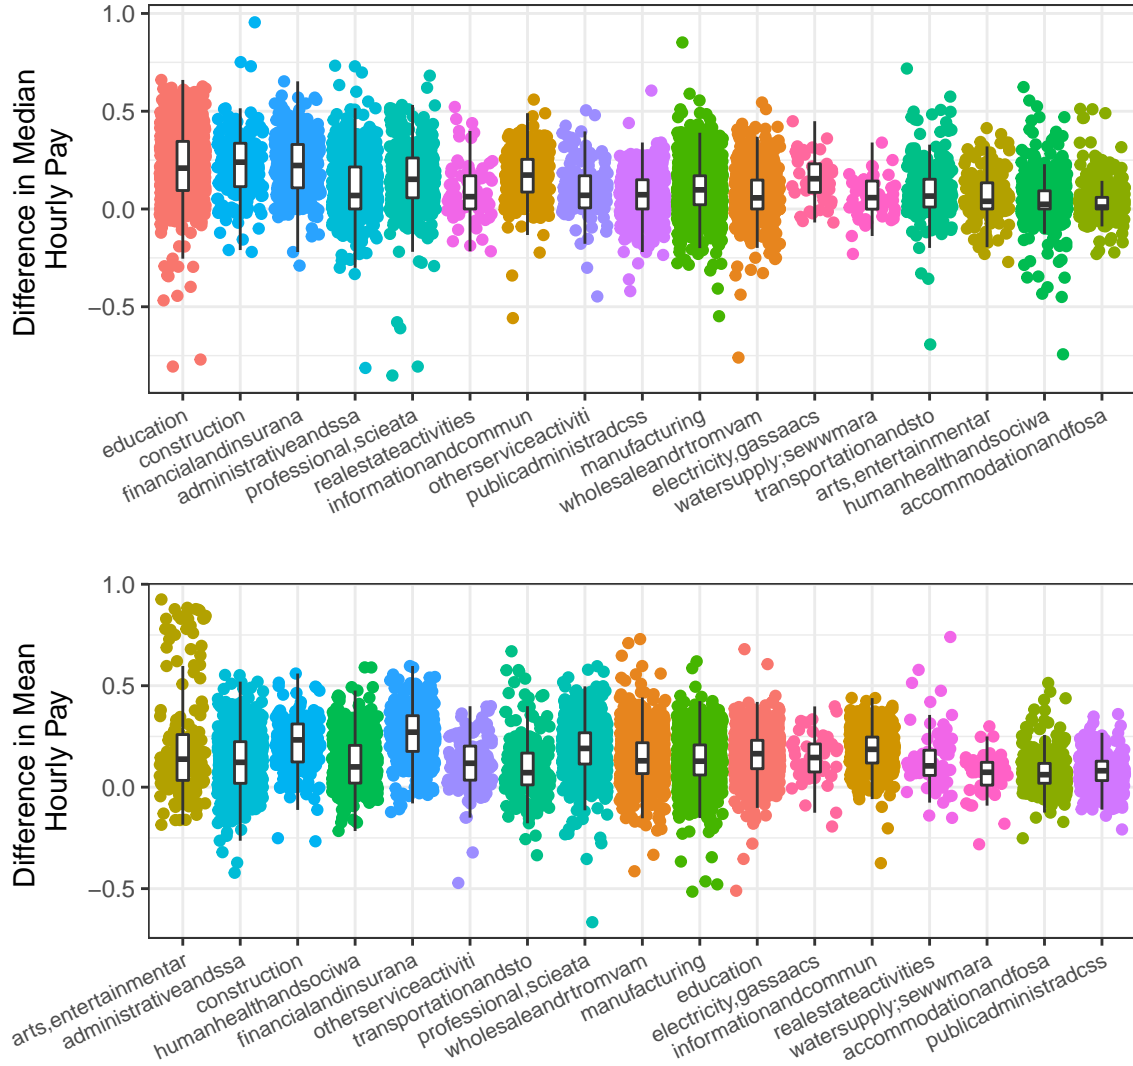 1.0
0.5
0.0
−0.5
Difference in Median
Hourly Pay
education
construction
financialandinsurana
administrativeandssa
professional,scieata
realestateactivities
informationandcommun
otherserviceactiviti
publicadministradcss
manufacturing
wholesaleandrtromvam
electricity,gassaacs
watersupply;sewwmara
transportationandsto
arts,entertainmentar
humanhealthandsociwa
accommodationandfosa
1.0
0.5
0.0
−0.5
Difference in Mean
Hourly Pay
arts,entertainmentar
administrativeandssa
construction
humanhealthandsociwa
financialandinsurana
otherserviceactiviti
transportationandsto
professional,scieata
wholesaleandrtromvam
manufacturing
education
electricity,gassaacs
informationandcommun
realestateactivities
watersupply;sewwmara
accommodationandfosa
publicadministradcss